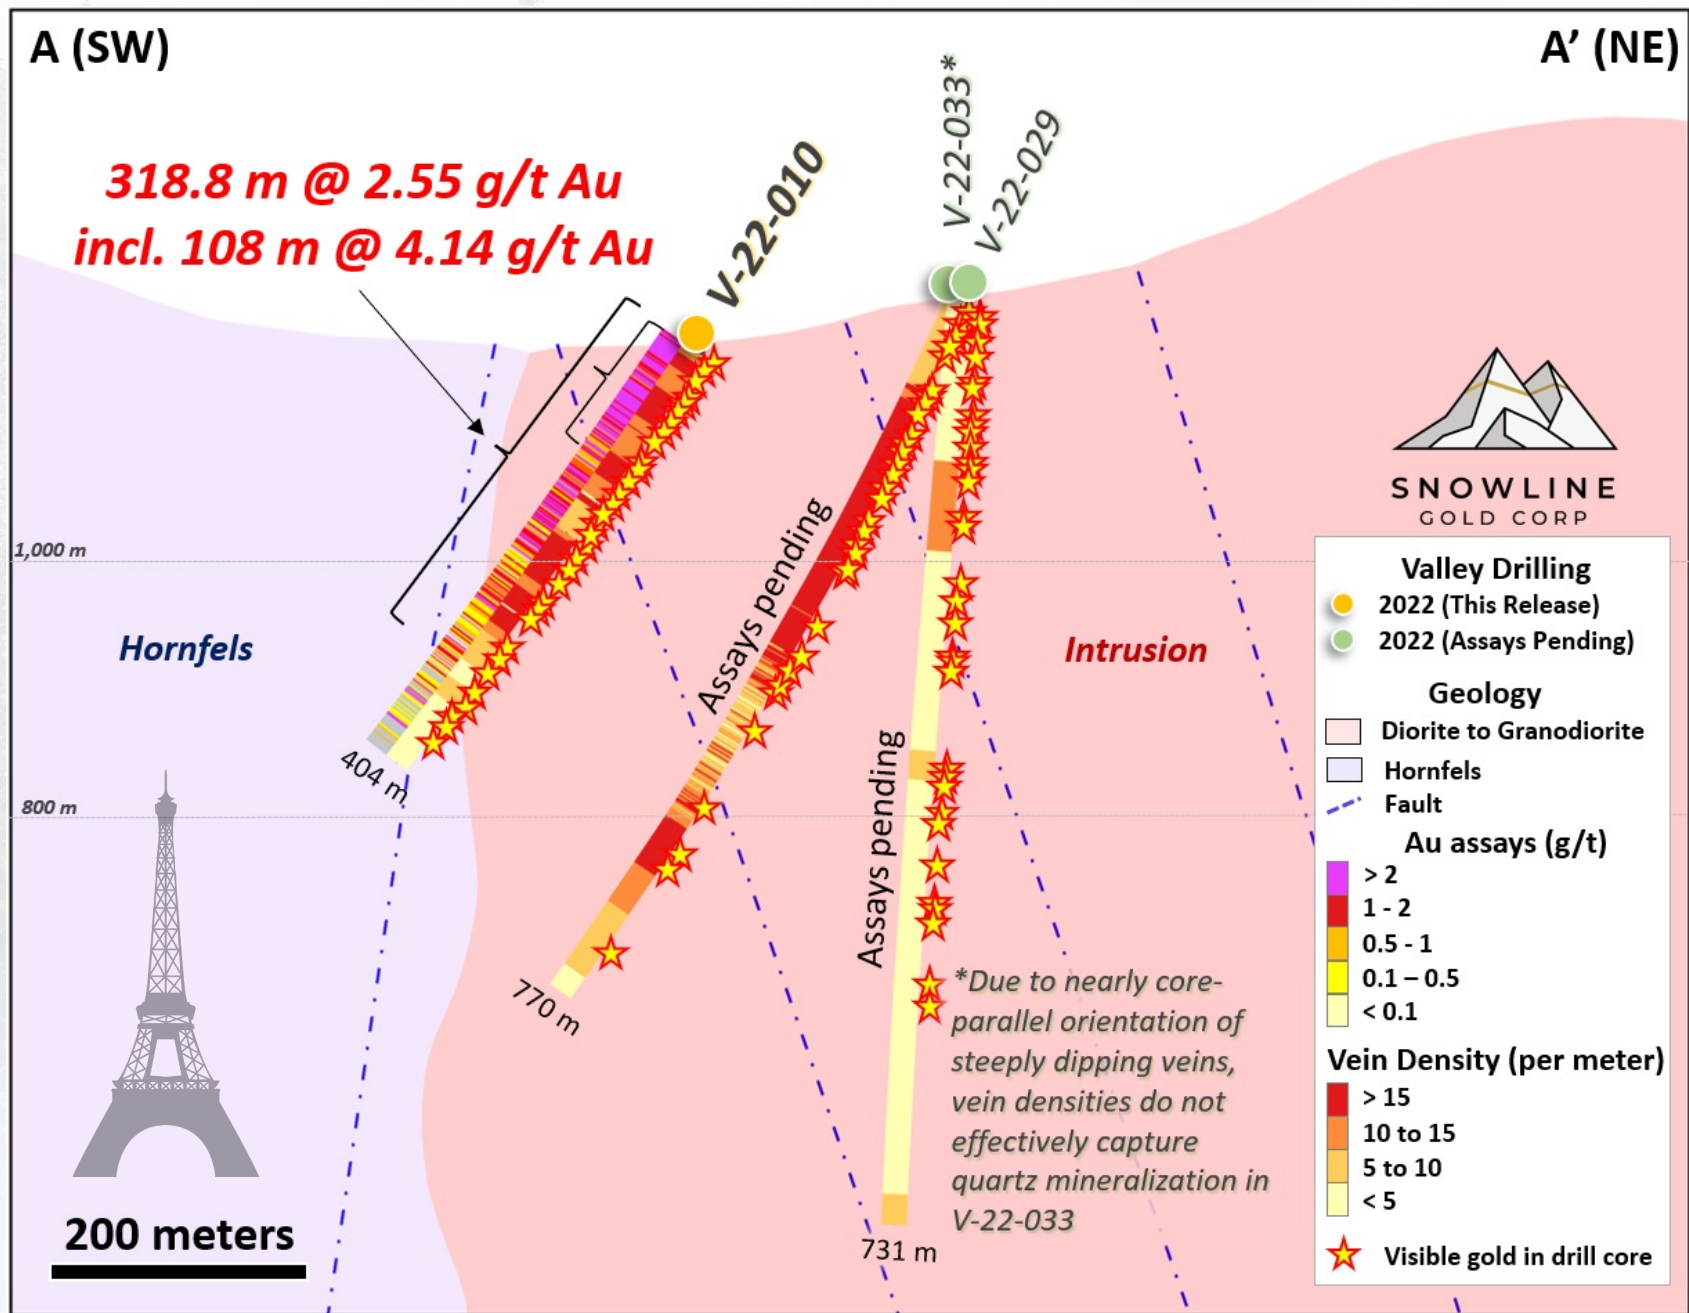 A (SW)
A’ (NE)
318.8 m @ 2.55 g/t Au
incl. 108 m @ 4.14 g/t Au
V-22-010
V-22-033*
V-22-029
SNOWLINE
GOLD CORP
1,000 m
800 m
Hornfels
Intrusion
Assays pending
Assays pending
404 m
770 m
731 m
*Due to nearly core-
parallel orientation of
steeply dipping veins,
vein densities do not
effectively capture
quartz mineralization in
V-22-033
200 meters
Valley Drilling
2022 (This Release)
2022 (Assays Pending)
Geology
Diorite to Granodiorite
Hornfels
Fault
Au assays (g/t)
> 2
1 - 2
0.5 - 1
0.1 – 0.5
< 0.1
Vein Density (per meter)
> 15
10 to 15
5 to 10
< 5
Visible gold in drill core